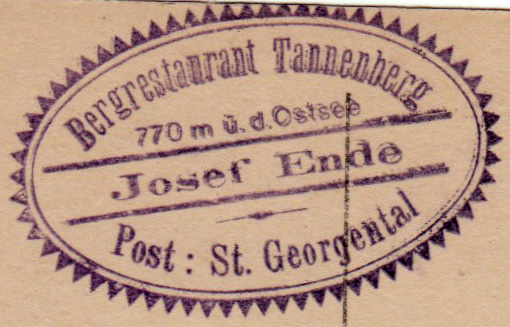 Bergrestaurant Tannenberg
770 m ü. d. Ostsee
Josef Ende
Post: St. Georgental